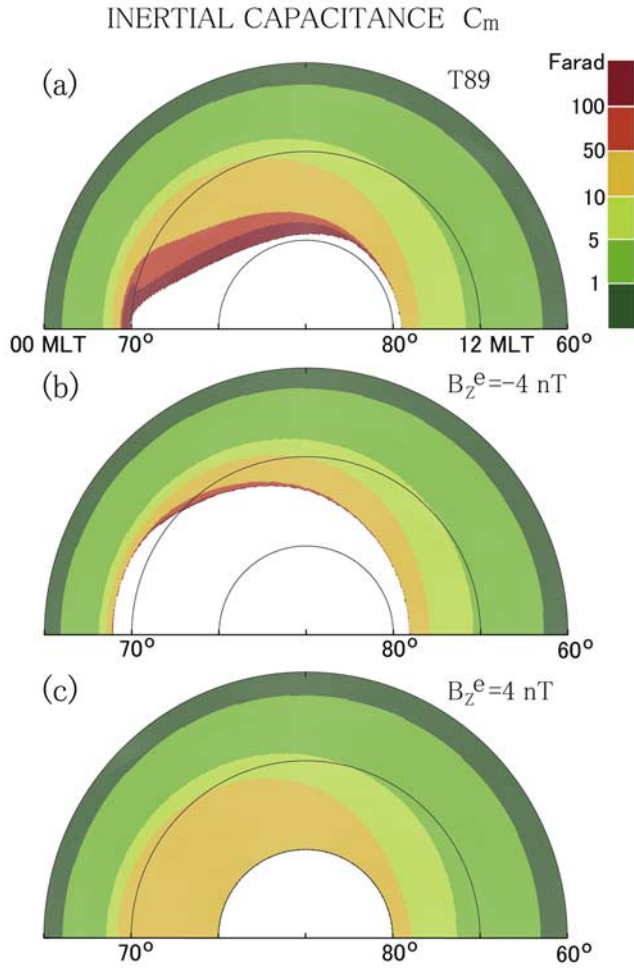 INERTIAL CAPACITANCE Cm
(a)
T89
Farad
100
50
10
5
1
00 MLT 70° 80° 12 MLT 60°
(b)
Bzᵉ=−4 nT
70° 80° 60°
(c)
Bzᵉ=4 nT
70° 80° 60°